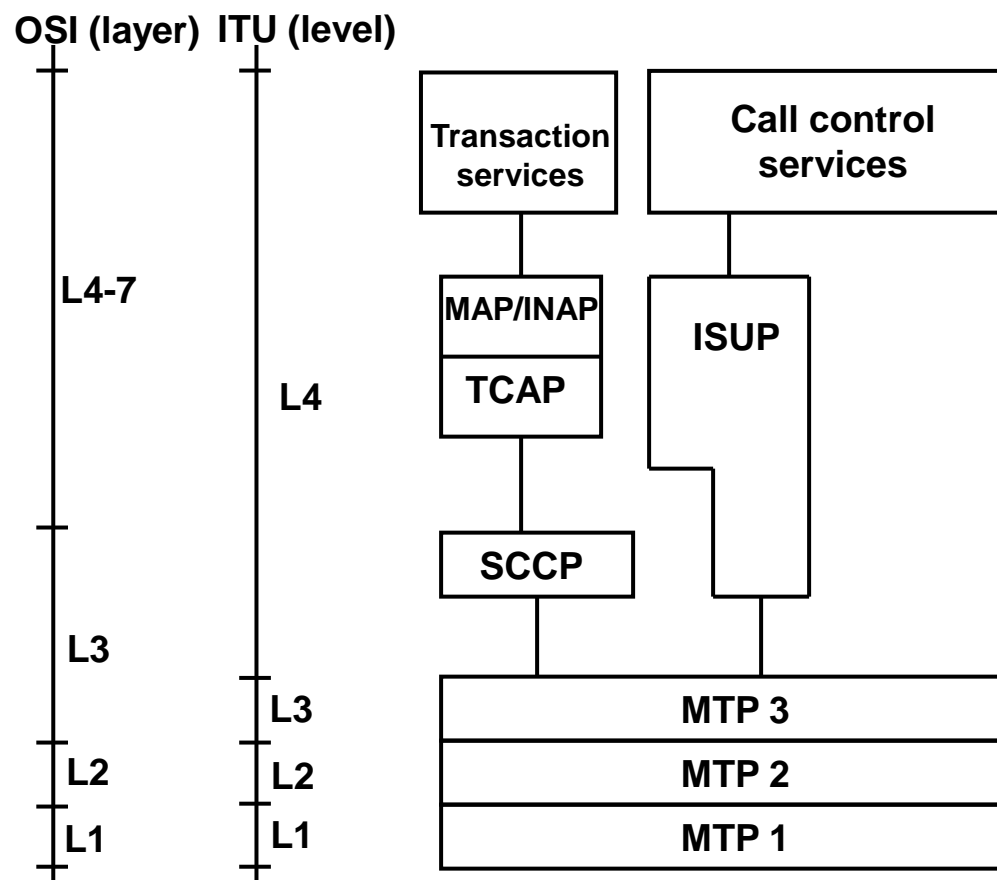 OSI (layer) ITU (level)
Transaction
services
Call control
services
L4-7
MAP/INAP
ISUP
TCAP
L4
SCCP
L3
L3
MTP 3
L2
L2
MTP 2
L1
L1
MTP 1